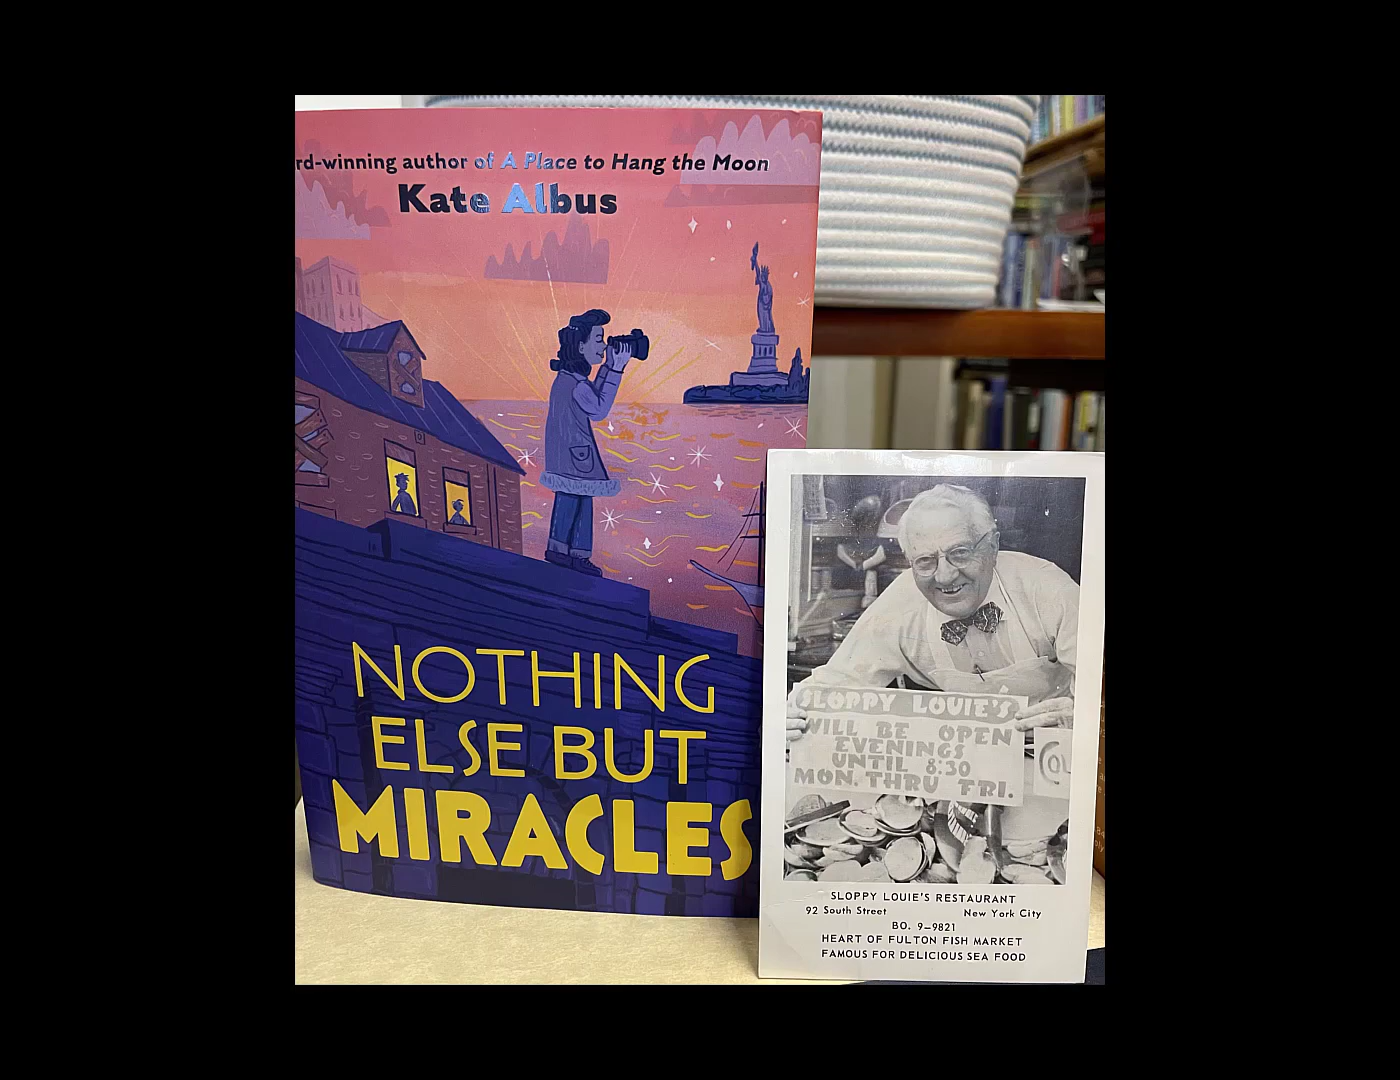 rd-winning author of A Place to Hang the Moon
Kate Albus
NOTHING
ELSE BUT
MIRACLES
SLOPPY LOUIE'S
WILL BE OPEN
EVENINGS
UNTIL 8:30
MON. THRU FRI.
SLOPPY LOUIE'S RESTAURANT
92 South Street New York City
BO. 9-9821
HEART OF FULTON FISH MARKET
FAMOUS FOR DELICIOUS SEA FOOD